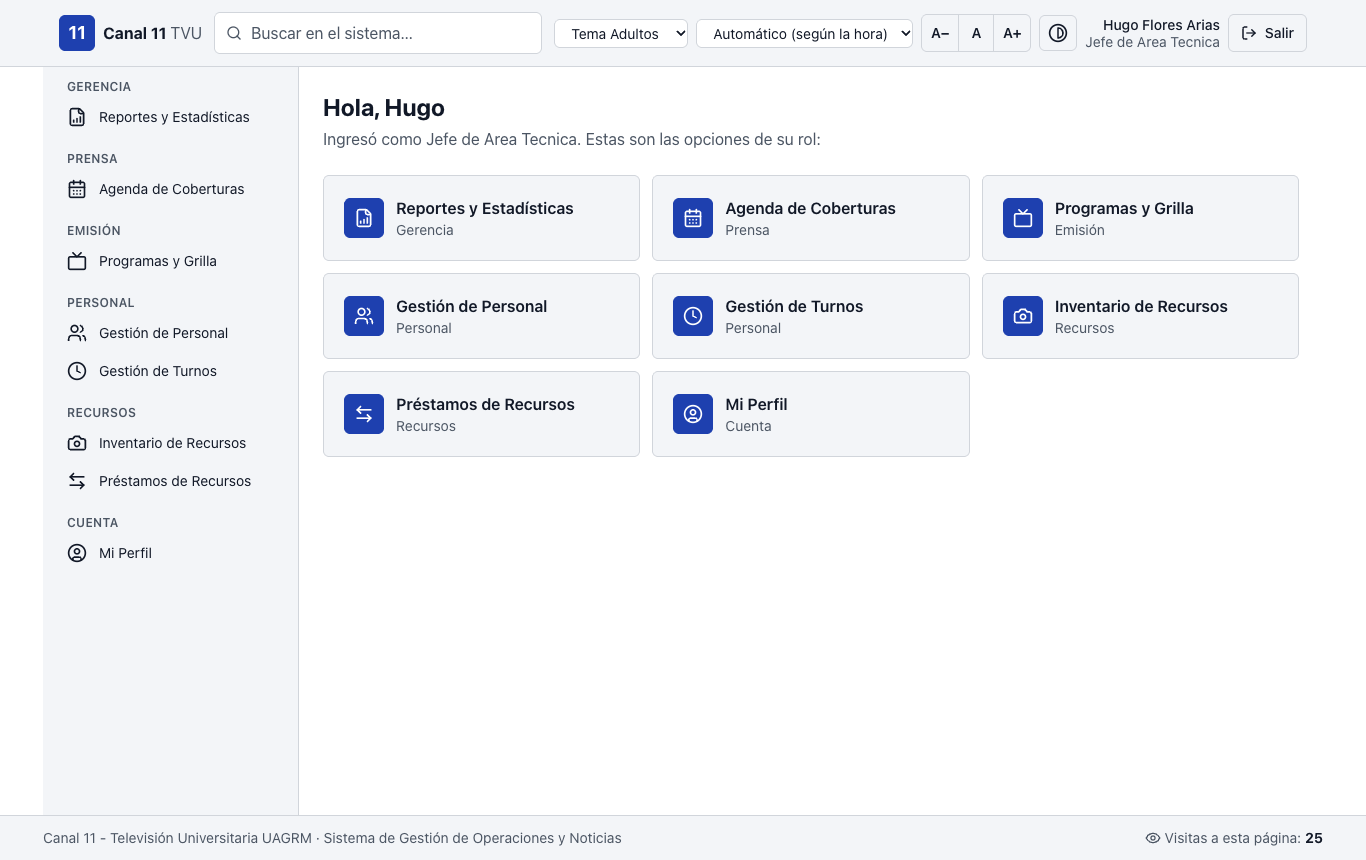 11 Canal 11 TVU
Buscar en el sistema...
Tema Adultos
Automático (según la hora)
A− A A+
Hugo Flores Arias
Jefe de Area Tecnica
Salir
GERENCIA
Reportes y Estadísticas
PRENSA
Agenda de Coberturas
EMISIÓN
Programas y Grilla
PERSONAL
Gestión de Personal
Gestión de Turnos
RECURSOS
Inventario de Recursos
Préstamos de Recursos
CUENTA
Mi Perfil
Hola, Hugo
Ingresó como Jefe de Area Tecnica. Estas son las opciones de su rol:
Reportes y Estadísticas
Gerencia
Agenda de Coberturas
Prensa
Programas y Grilla
Emisión
Gestión de Personal
Personal
Gestión de Turnos
Personal
Inventario de Recursos
Recursos
Préstamos de Recursos
Recursos
Mi Perfil
Cuenta
Canal 11 - Televisión Universitaria UAGRM · Sistema de Gestión de Operaciones y Noticias
Visitas a esta página: 25